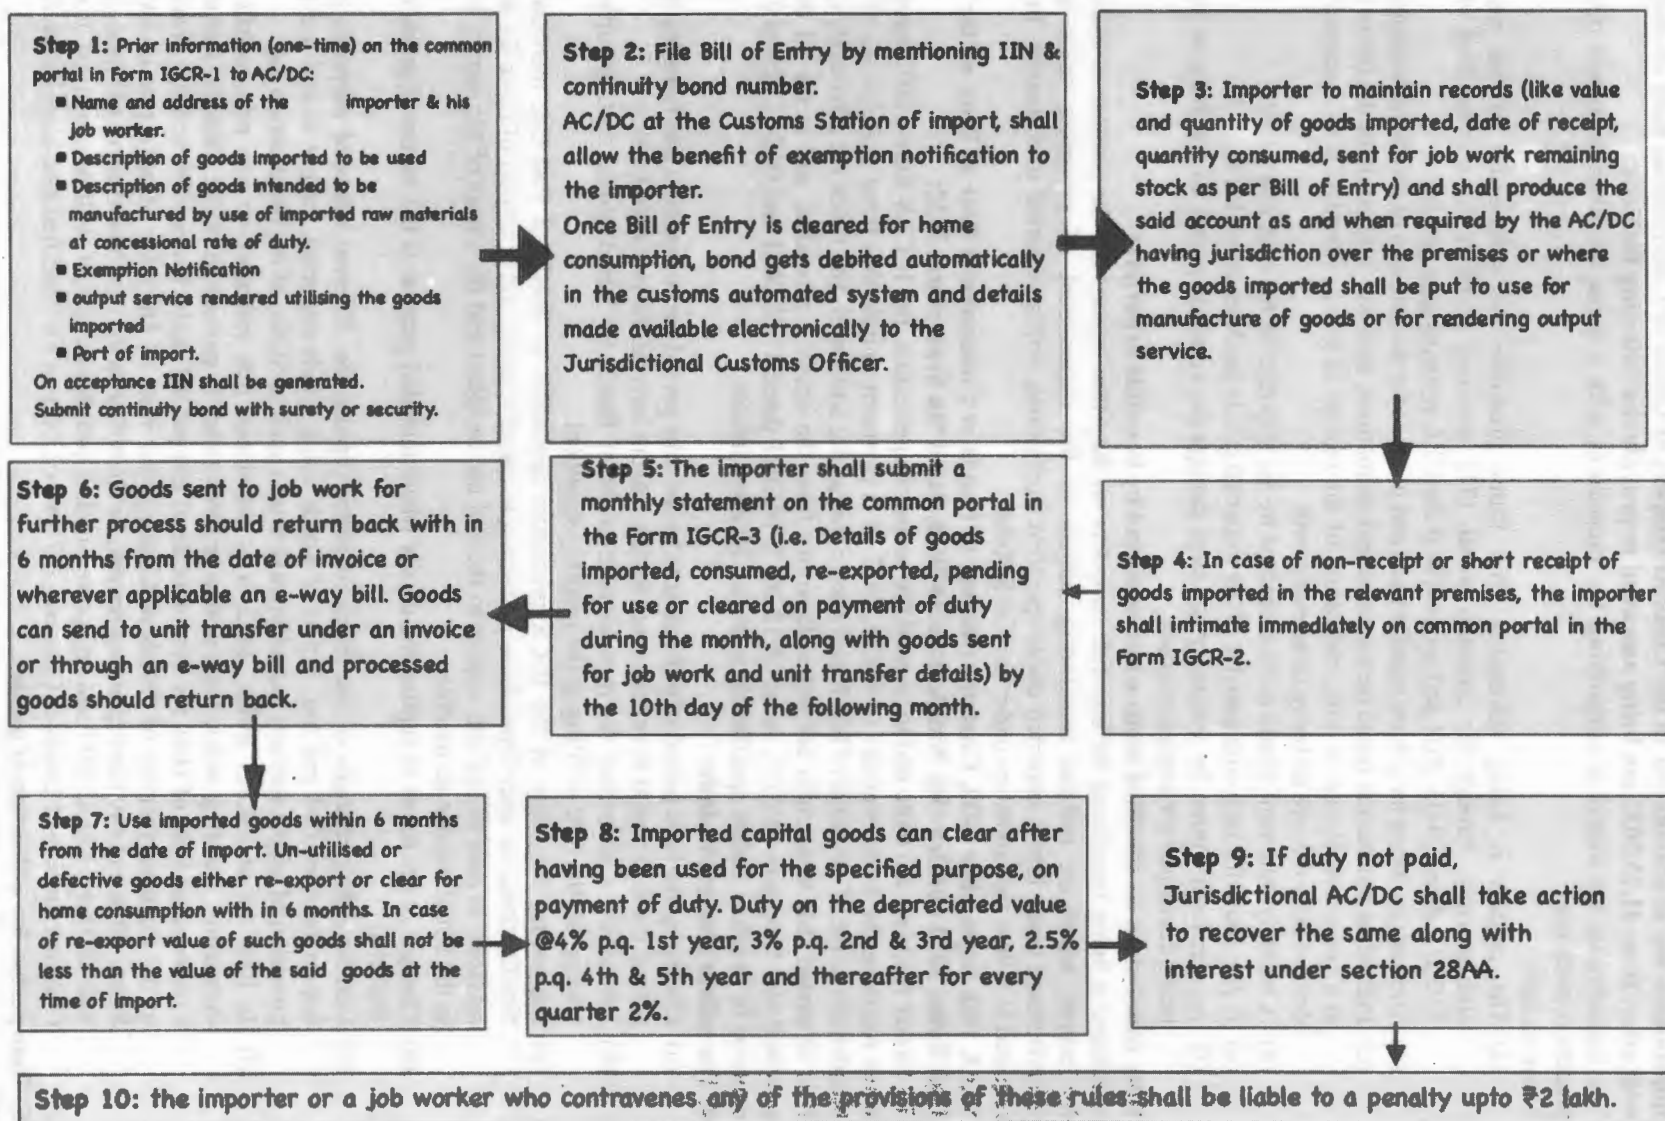 Step 1: Prior information (one-time) on the common
portal in Form IGCR-1 to AC/DC:
■ Name and address of the importer & his
job worker.
■ Description of goods imported to be used
■ Description of goods intended to be
manufactured by use of imported raw materials
at concessional rate of duty.
■ Exemption Notification
■ output service rendered utilising the goods
imported
■ Port of import.
On acceptance IIN shall be generated.
Submit continuity bond with surety or security.
Step 2: File Bill of Entry by mentioning IIN &
continuity bond number.
AC/DC at the Customs Station of import, shall
allow the benefit of exemption notification to
the importer.
Once Bill of Entry is cleared for home
consumption, bond gets debited automatically
in the customs automated system and details
made available electronically to the
Jurisdictional Customs Officer.
Step 3: Importer to maintain records (like value
and quantity of goods imported, date of receipt,
quantity consumed, sent for job work remaining
stock as per Bill of Entry) and shall produce the
said account as and when required by the AC/DC
having jurisdiction over the premises or where
the goods imported shall be put to use for
manufacture of goods or for rendering output
service.
Step 4: In case of non-receipt or short receipt of
goods imported in the relevant premises, the importer
shall intimate immediately on common portal in the
Form IGCR-2.
Step 5: The importer shall submit a
monthly statement on the common portal in
the Form IGCR-3 (i.e. Details of goods
imported, consumed, re-exported, pending
for use or cleared on payment of duty
during the month, along with goods sent
for job work and unit transfer details) by
the 10th day of the following month.
Step 6: Goods sent to job work for
further process should return back with in
6 months from the date of invoice or
wherever applicable an e-way bill. Goods
can send to unit transfer under an invoice
or through an e-way bill and processed
goods should return back.
Step 7: Use imported goods within 6 months
from the date of import. Un-utilised or
defective goods either re-export or clear for
home consumption with in 6 months. In case
of re-export value of such goods shall not be
less than the value of the said goods at the
time of import.
Step 8: Imported capital goods can clear after
having been used for the specified purpose, on
payment of duty. Duty on the depreciated value
@4% p.q. 1st year, 3% p.q. 2nd & 3rd year, 2.5%
p.q. 4th & 5th year and thereafter for every
quarter 2%.
Step 9: If duty not paid,
Jurisdictional AC/DC shall take action
to recover the same along with
interest under section 28AA.
Step 10: the importer or a job worker who contravenes any of the provisions of these rules shall be liable to a penalty upto ₹2 lakh.